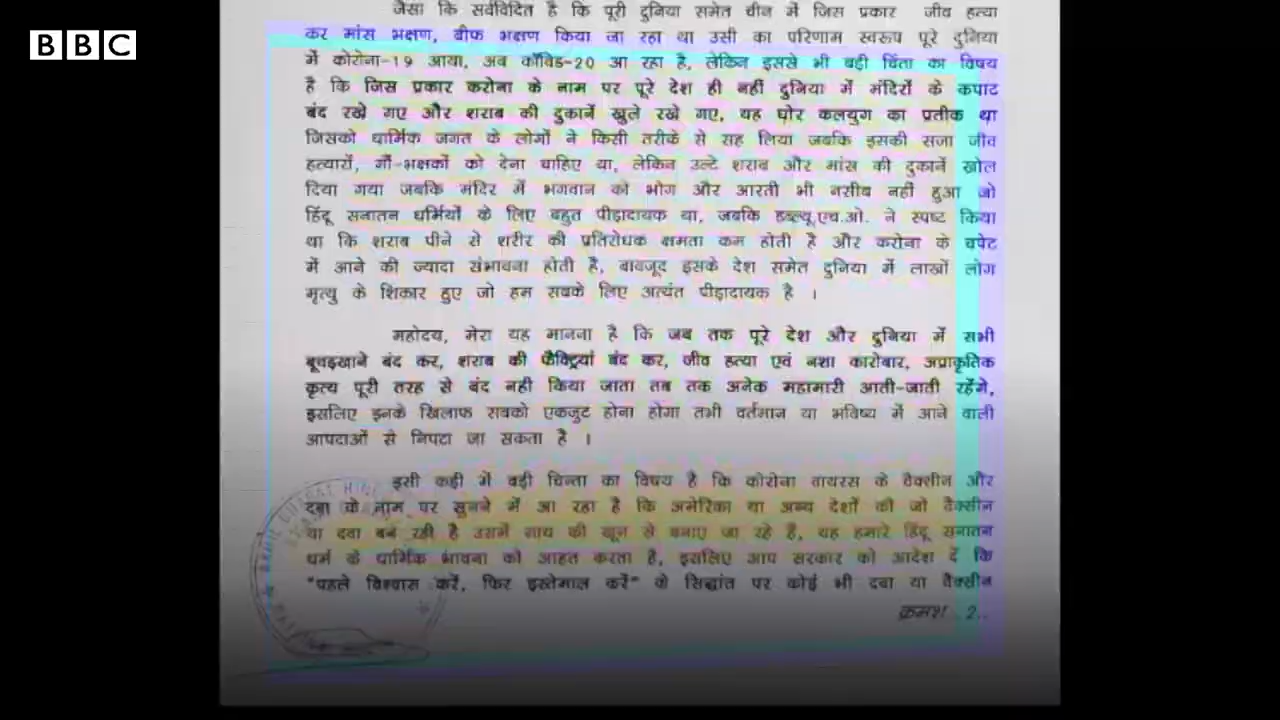 BBC
जैसा कि सर्वविदित है कि पूरी दुनिया समेत चीन में जिस प्रकार जीव हत्या
कर मांस भक्षण, बीफ भक्षण किया जा रहा था उसी का परिणाम स्वरूप पूरे दुनिया
में कोरोना-19 आया, अब कोविड-20 आ रहा है, लेकिन इससे भी बड़ी चिंता का विषय
है कि जिस प्रकार करोना के नाम पर पूरे देश ही नहीं दुनिया में मंदिरों के कपाट
बंद रखे गए और शराब की दुकानें खुले रखे गए, यह घोर कलयुग का प्रतीक था
जिसको धार्मिक जगत के लोगों ने किसी तरीके से सह लिया जबकि इसकी सजा जीव
हत्यारों, गौ-भक्षकों को देना चाहिए था, लेकिन उल्टे शराब और मांस की दुकानें खोल
दिया गया जबकि मंदिर में भगवान को भोग और आरती भी नसीब नहीं हुआ जो
हिंदू सनातन धर्मियों के लिए बहुत पीड़ादायक था, जबकि डब्ल्यू.एच.ओ. ने स्पष्ट किया
था कि शराब पीने से शरीर की प्रतिरोधक क्षमता कम होती है और करोना के चपेट
में आने की ज्यादा संभावना होती है, बावजूद इसके देश समेत दुनिया में लाखों लोग
मृत्यु के शिकार हुए जो हम सबके लिए अत्यंत पीड़ादायक है ।
महोदय, मेरा यह मानना है कि जब तक पूरे देश और दुनिया में सभी
बूचड़खाने बंद कर, शराब की फैक्ट्रियां बंद कर, जीव हत्या एवं नशा कारोबार, अप्राकृतिक
कृत्य पूरी तरह से बंद नहीं किया जाता तब तक अनेक महामारी आती-जाती रहेंगे,
इसलिए इनके खिलाफ सबको एकजुट होना होगा तभी वर्तमान या भविष्य में आने वाली
आपदाओं से निपटा जा सकता है ।
इसी कड़ी में बड़ी चिन्ता का विषय है कि कोरोना वायरस के वैक्सीन और
दवा के नाम पर सुनने में आ रहा है कि अमेरिका या अन्य देशों की जो वैक्सीन
या दवा बन रही है उसमें गाय की खून से बनाए जा रहे है, यह हमारे हिंदू सनातन
धर्म के धार्मिक भावना को आहत करता है, इसलिए आप सरकार को आदेश दें कि
"पहले विश्वास करें, फिर इस्तेमाल करें" के सिद्धांत पर कोई भी दवा या वैक्सीन
क्रमश 2..